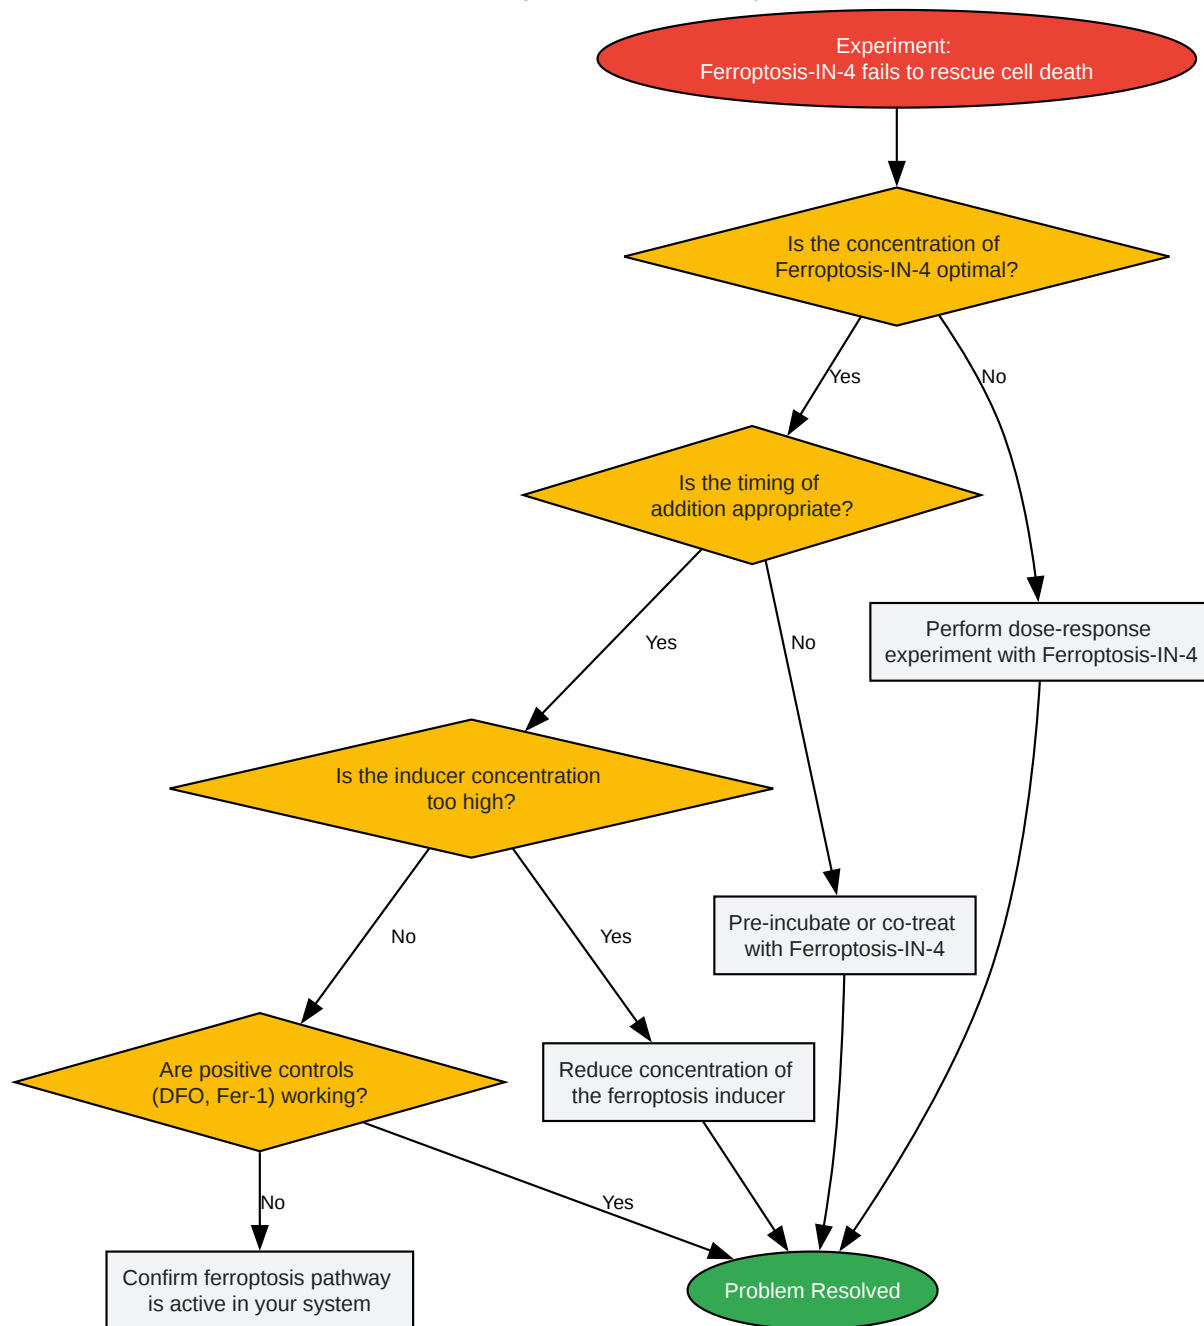 Experiment:
Ferroptosis-IN-4 fails to rescue cell death
Is the concentration of
Ferroptosis-IN-4 optimal?
Yes
No
Is the timing of
addition appropriate?
Yes
No
Perform dose-response
experiment with Ferroptosis-IN-4
Is the inducer concentration
too high?
No
Yes
Pre-incubate or co-treat
with Ferroptosis-IN-4
Are positive controls
(DFO, Fer-1) working?
Reduce concentration of
the ferroptosis inducer
No
Yes
Confirm ferroptosis pathway
is active in your system
Problem Resolved